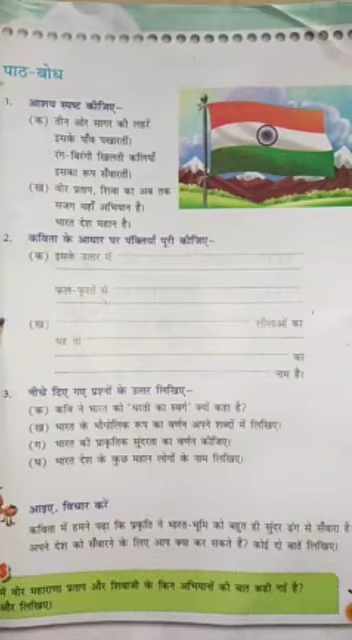 पाठ-बोध
1. आशय स्पष्ट कीजिए–
(क) तीन ओर सागर की लहरें
इसके पाँव पखारतीं।
रंग-बिरंगी खिलती कलियाँ
इसका रूप सँवारतीं।
(ख) वीर प्रताप, शिवा का अब तक
सजग यहाँ अभियान है।
भारत देश महान है।
2. कविता के आधार पर पंक्तियाँ पूरी कीजिए–
(क) इसके उत्तर में
फल-फूलों से
(ख) लीलाओं का
यह तो
का
नाम है।
3. नीचे दिए गए प्रश्नों के उत्तर लिखिए–
(क) कवि ने भारत को 'धरती का स्वर्ग' क्यों कहा है?
(ख) भारत के भौगोलिक रूप का वर्णन अपने शब्दों में लिखिए।
(ग) भारत की प्राकृतिक सुंदरता का वर्णन कीजिए।
(घ) भारत देश के कुछ महान लोगों के नाम लिखिए।
आइए, विचार करें
कविता में हमने पढ़ा कि प्रकृति ने भारत-भूमि को बहुत ही सुंदर ढंग से सँवारा है
अपने देश को सँवारने के लिए आप क्या कर सकते हैं? कोई दो बातें लिखिए।
में वीर महाराणा प्रताप और शिवाजी के किन अभियानों की बात कही गई है?
और लिखिए।